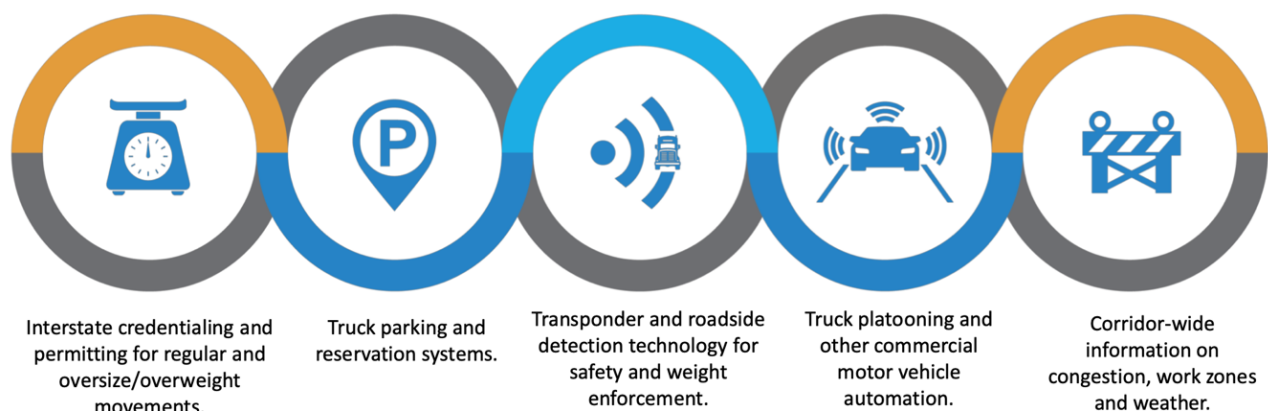 P
Interstate credentialing and
permitting for regular and
oversize/overweight
movements.
Truck parking and
reservation systems.
Transponder and roadside
detection technology for
safety and weight
enforcement.
Truck platooning and
other commercial
motor vehicle
automation.
Corridor-wide
information on
congestion, work zones
and weather.